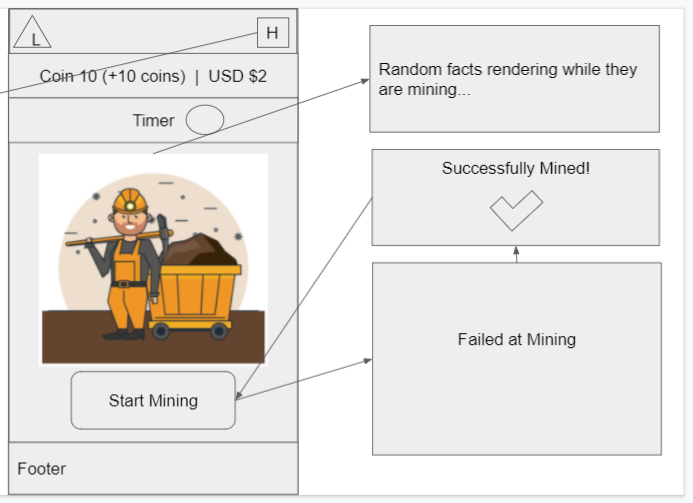 L
H
Coin 10 (+10 coins) | USD $2
Timer
Start Mining
Footer
Random facts rendering while they
are mining...
Successfully Mined!
Failed at Mining